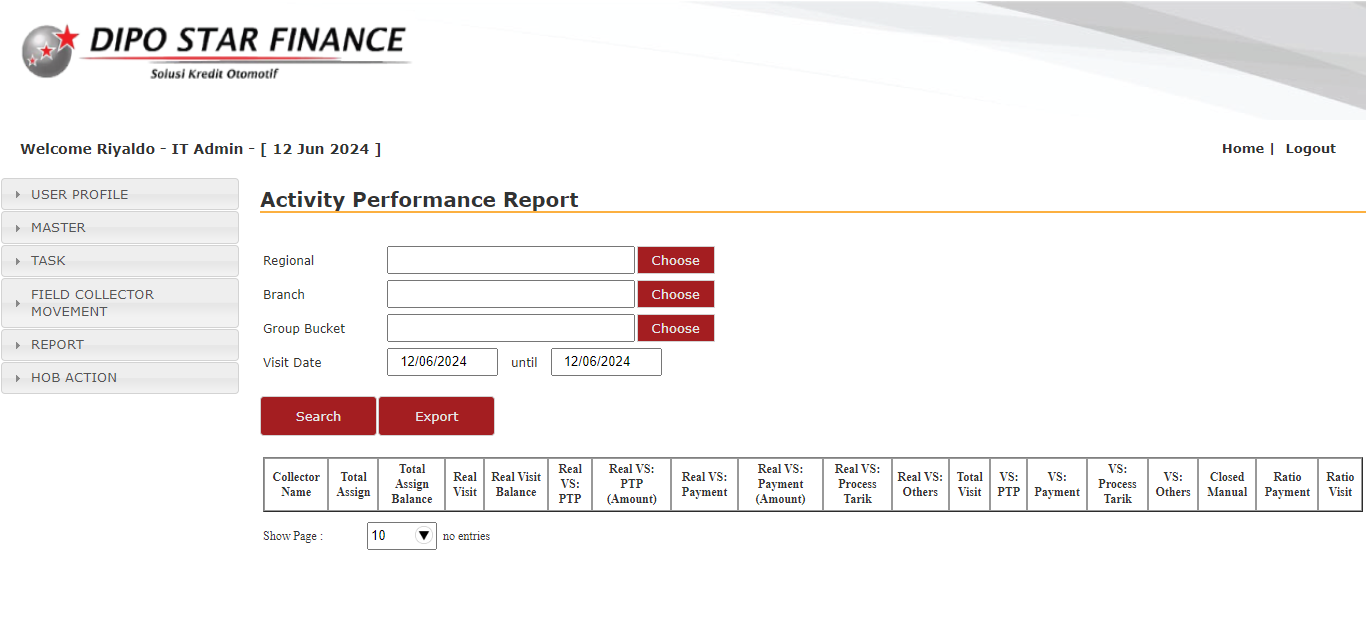 DIPO STAR FINANCE
Solusi Kredit Otomotif
Welcome Riyaldo - IT Admin - [ 12 Jun 2024 ]
Home | Logout
USER PROFILE
MASTER
TASK
FIELD COLLECTOR
MOVEMENT
REPORT
HOB ACTION
Activity Performance Report
Regional Choose
Branch Choose
Group Bucket Choose
Visit Date 12/06/2024 until 12/06/2024
Search Export
Collector Name
Total Assign
Total Assign Balance
Real Visit
Real Visit Balance
Real VS: PTP
Real VS: PTP (Amount)
Real VS: Payment
Real VS: Payment (Amount)
Real VS: Process Tarik
Real VS: Others
Total Visit
VS: PTP
VS: Payment
VS: Process Tarik
VS: Others
Closed Manual
Ratio Payment
Ratio Visit
Show Page : 10 no entries